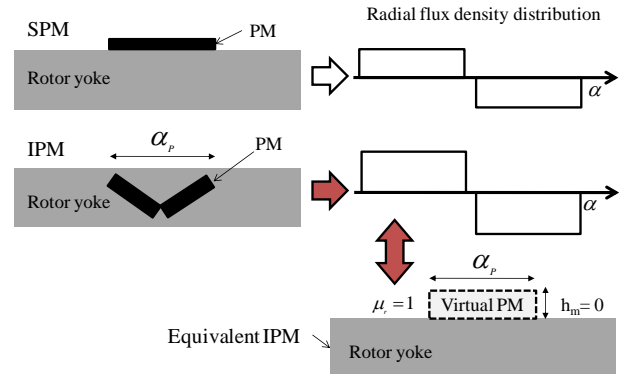 Radial flux density distribution
SPM
PM
Rotor yoke
α
IPM
α_P
PM
Rotor yoke
α
α_P
μ_r = 1
Virtual PM
h_m = 0
Equivalent IPM
Rotor yoke